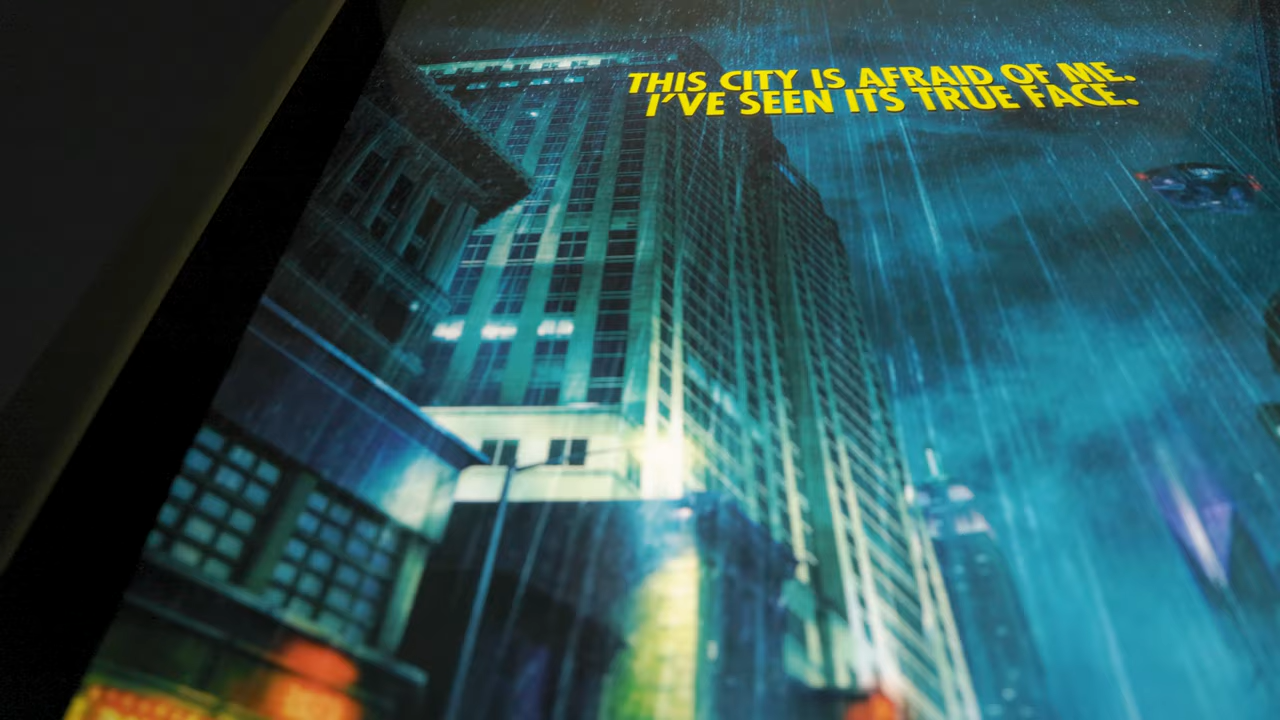 THIS CITY IS AFRAID OF ME.
I'VE SEEN ITS TRUE FACE.